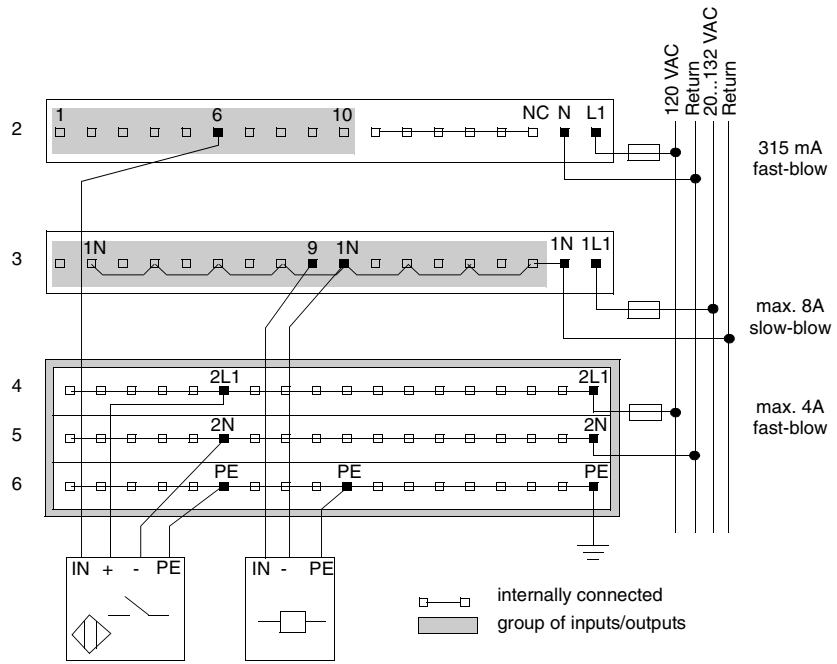 120 VAC
Return
20...132 VAC
Return
1 6 10 NC N L1
2
315 mA
fast-blow
1N 9 1N 1N 1L1
3
max. 8A
slow-blow
2L1 2L1
4
max. 4A
fast-blow
2N 2N
5
PE PE PE
6
IN + - PE
IN - PE
internally connected
group of inputs/outputs